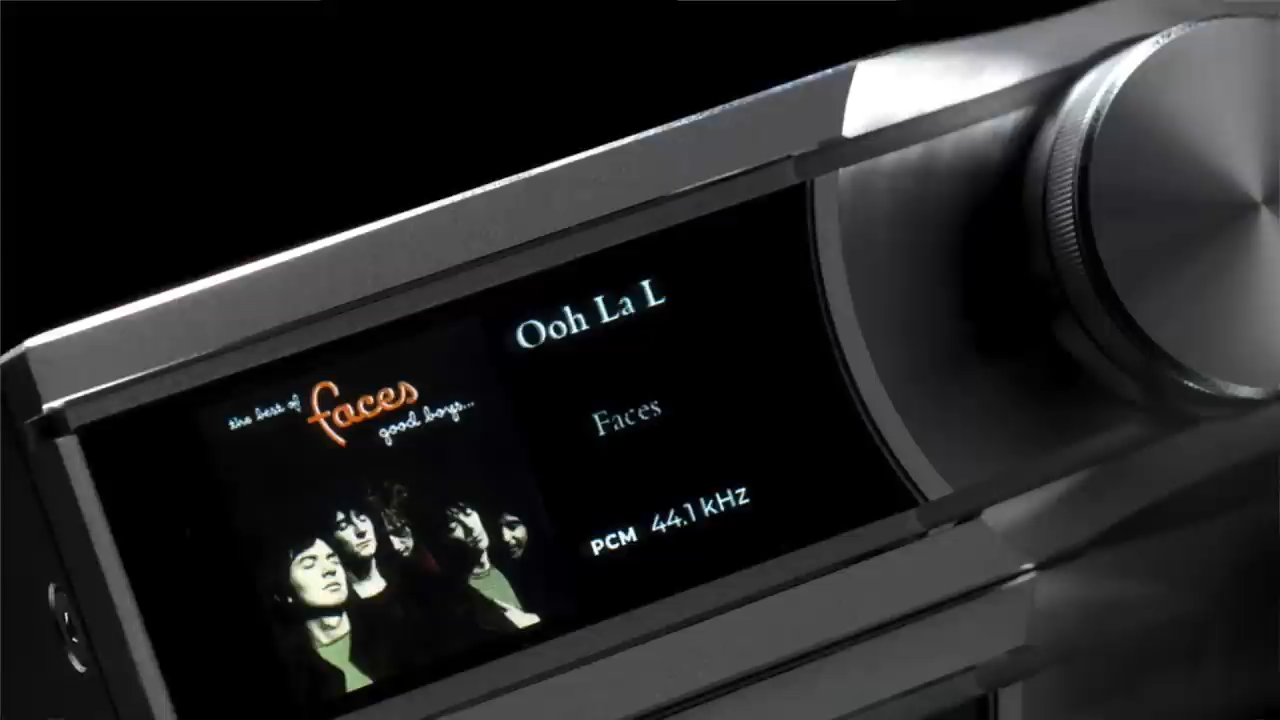 the best of
faces
good boys...
Ooh La L
Faces
PCM 44.1 kHz